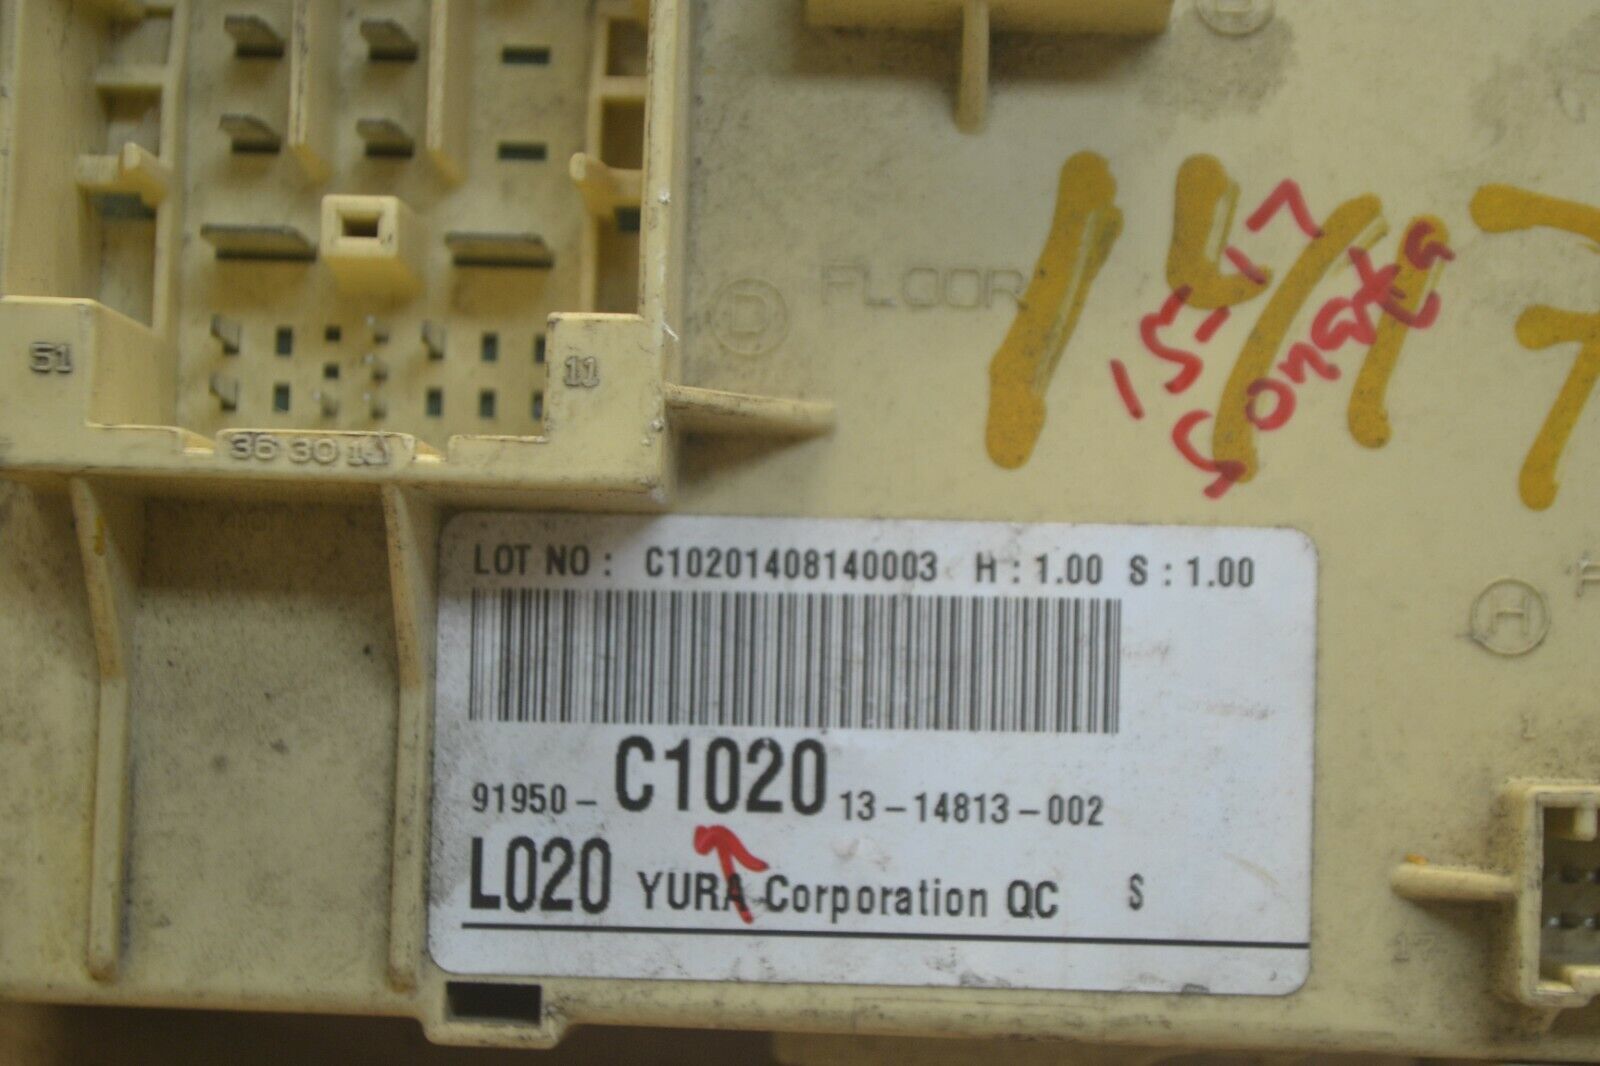 D FLOOR
15-17
Sonata
51
11
36 30
LOT NO : C10201408140003 H : 1.00 S : 1.00
91950- C1020 13-14813-002
L020 YURA Corporation QC S
H
17
1